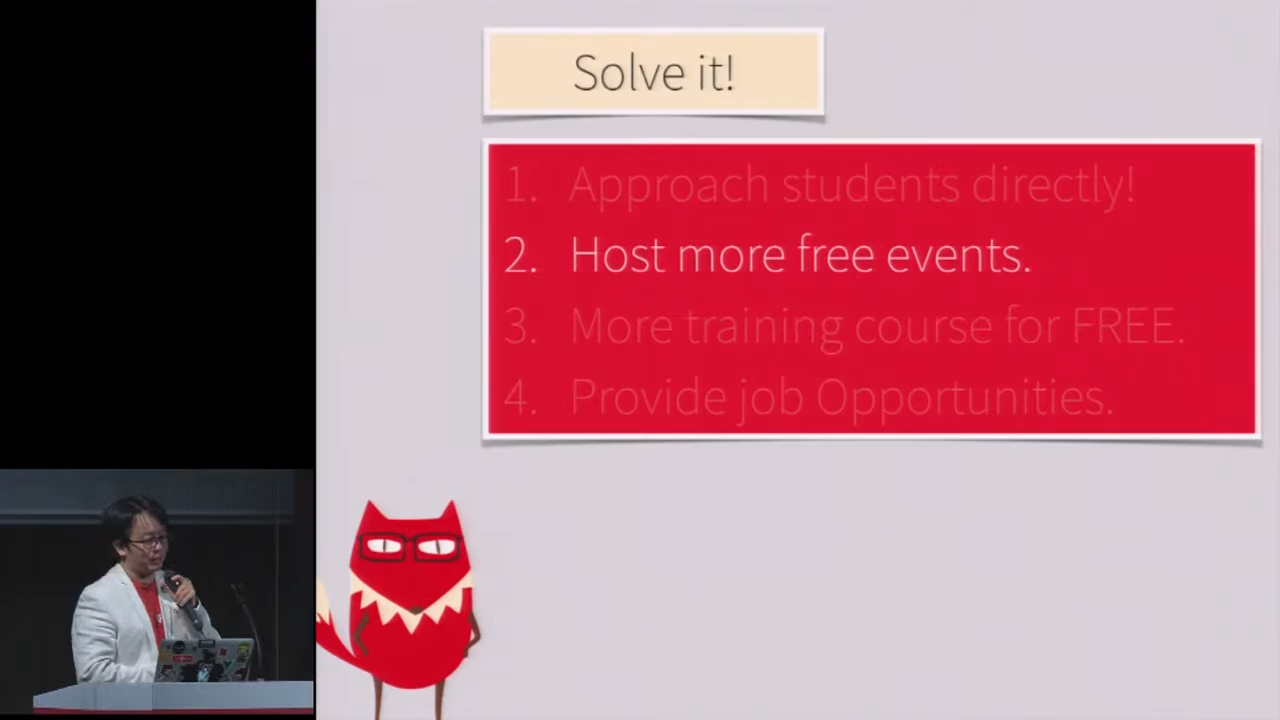 Solve it!
1. Approach students directly!
2. Host more free events.
3. More training course for FREE.
4. Provide job Opportunities.